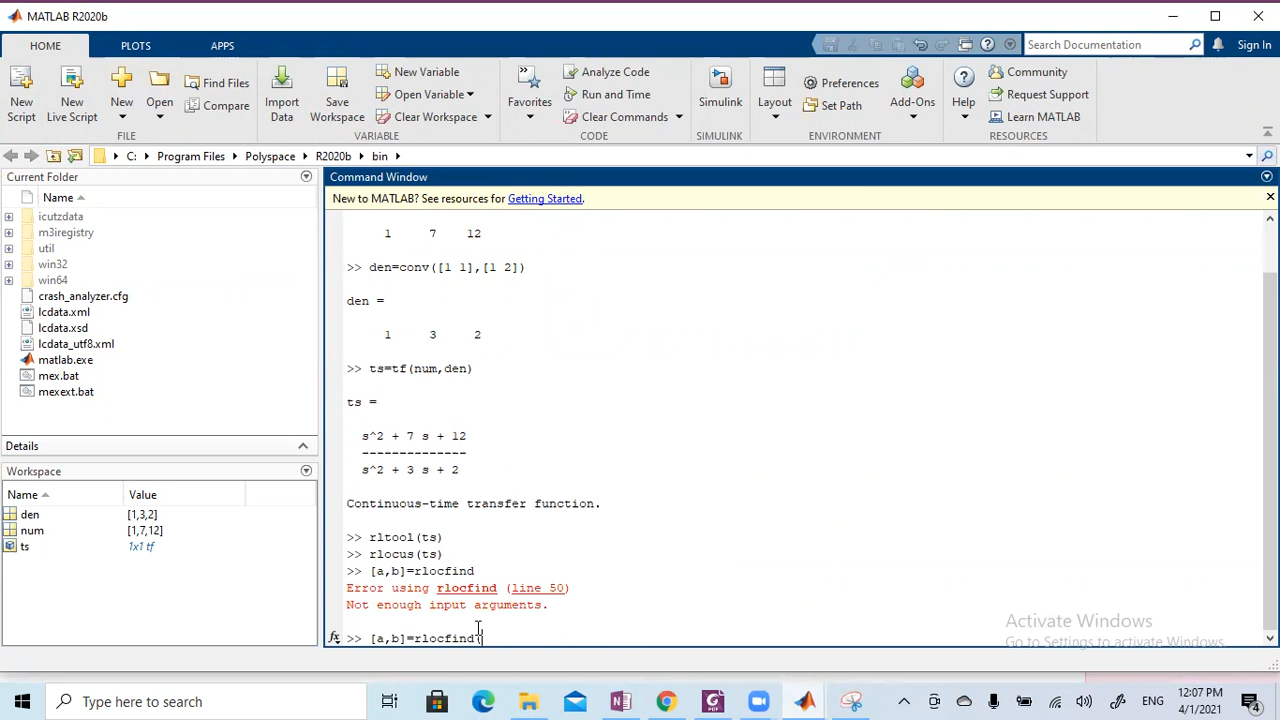 MATLAB R2020b
HOME
PLOTS
APPS
Search Documentation
Sign In
New Script
New Live Script
New
Open
Find Files
Compare
FILE
Import Data
Save Workspace
New Variable
Open Variable
Clear Workspace
VARIABLE
Favorites
Analyze Code
Run and Time
Clear Commands
CODE
Simulink
SIMULINK
Layout
Preferences
Set Path
Add-Ons
ENVIRONMENT
Help
Community
Request Support
Learn MATLAB
RESOURCES
C: Program Files Polyspace R2020b bin
Current Folder
Name
icutzdata
m3iregistry
util
win32
win64
crash_analyzer.cfg
lcdata.xml
lcdata.xsd
lcdata_utf8.xml
matlab.exe
mex.bat
mexext.bat
Details
Workspace
Name Value
den [1,3,2]
num [1,7,12]
ts 1x1 tf
Command Window
New to MATLAB? See resources for Getting Started.
1 7 12
>> den=conv([1 1],[1 2])
den =
1 3 2
>> ts=tf(num,den)
ts =
s^2 + 7 s + 12
--------------
s^2 + 3 s + 2
Continuous-time transfer function.
>> rltool(ts)
>> rlocus(ts)
>> [a,b]=rlocfind
Error using rlocfind (line 50)
Not enough input arguments.
fx >> [a,b]=rlocfind(
Activate Windows
Go to Settings to activate Windows.
Type here to search
ENG
12:07 PM
4/1/2021
4